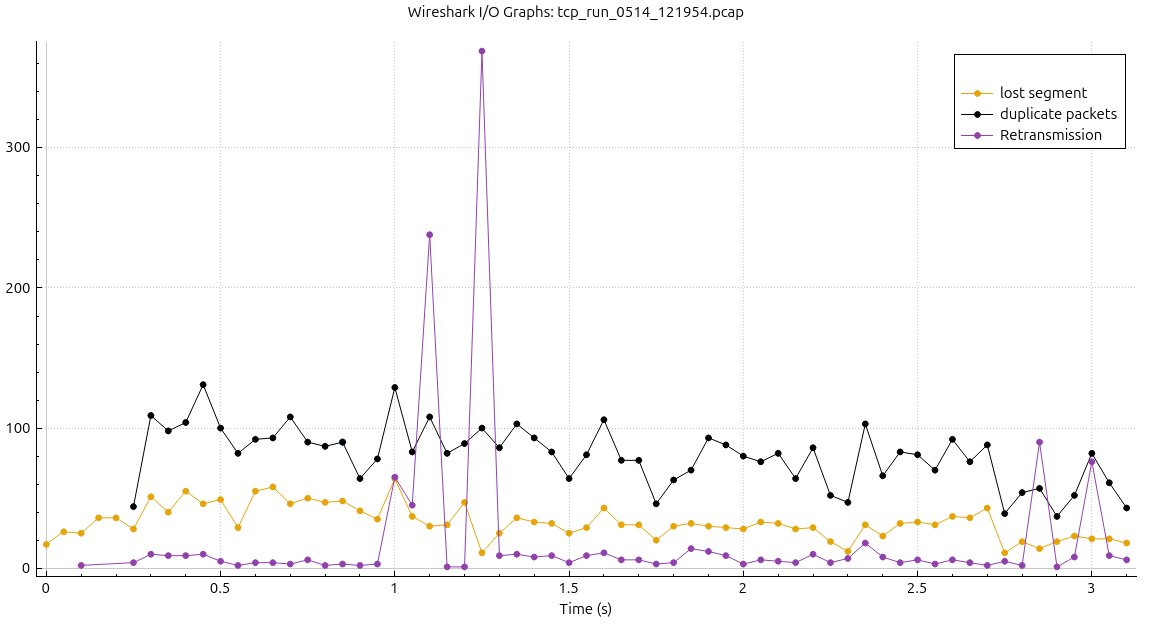 Wireshark I/O Graphs: tcp_run_0514_121954.pcap
lost segment
duplicate packets
Retransmission
300
200
100
0
0 0.5 1 1.5 2 2.5 3
Time (s)